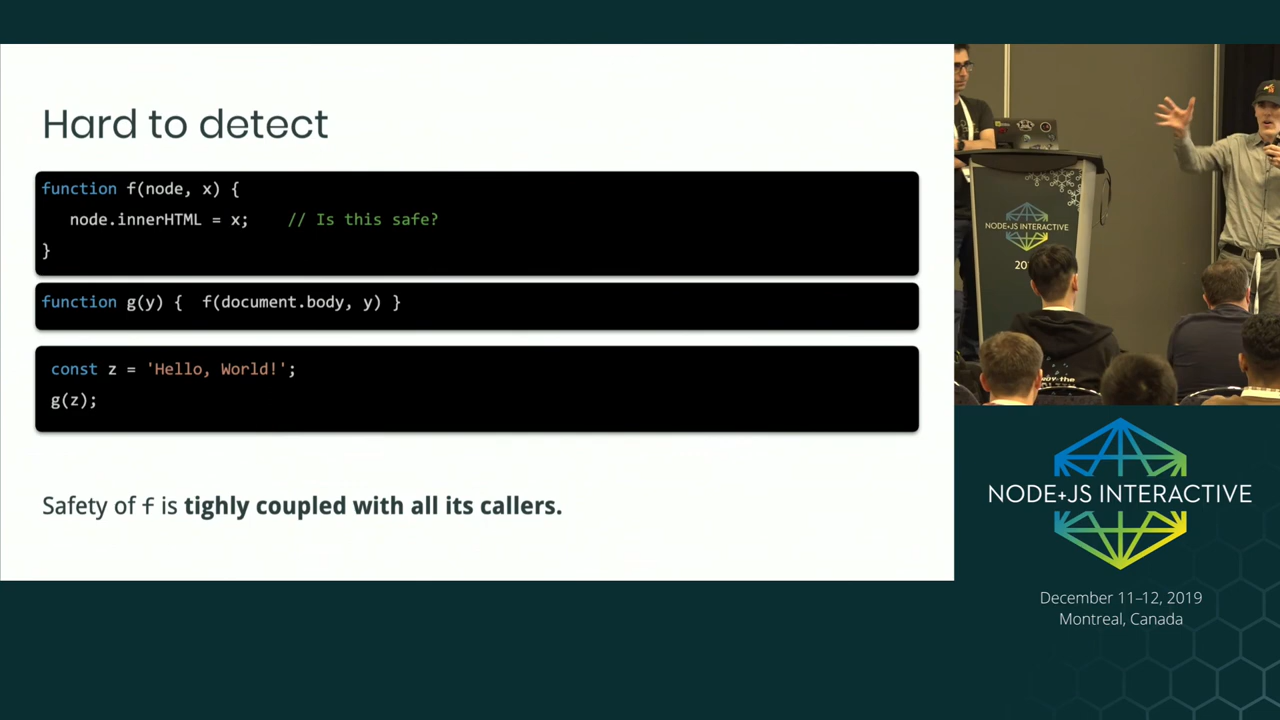 Hard to detect
function f(node, x) {
node.innerHTML = x; // Is this safe?
}
function g(y) { f(document.body, y) }
const z = 'Hello, World!';
g(z);
Safety of f is tighly coupled with all its callers.
NODE+JS INTERACTIVE
NODE+JS INTERACTIVE
December 11–12, 2019
Montreal, Canada